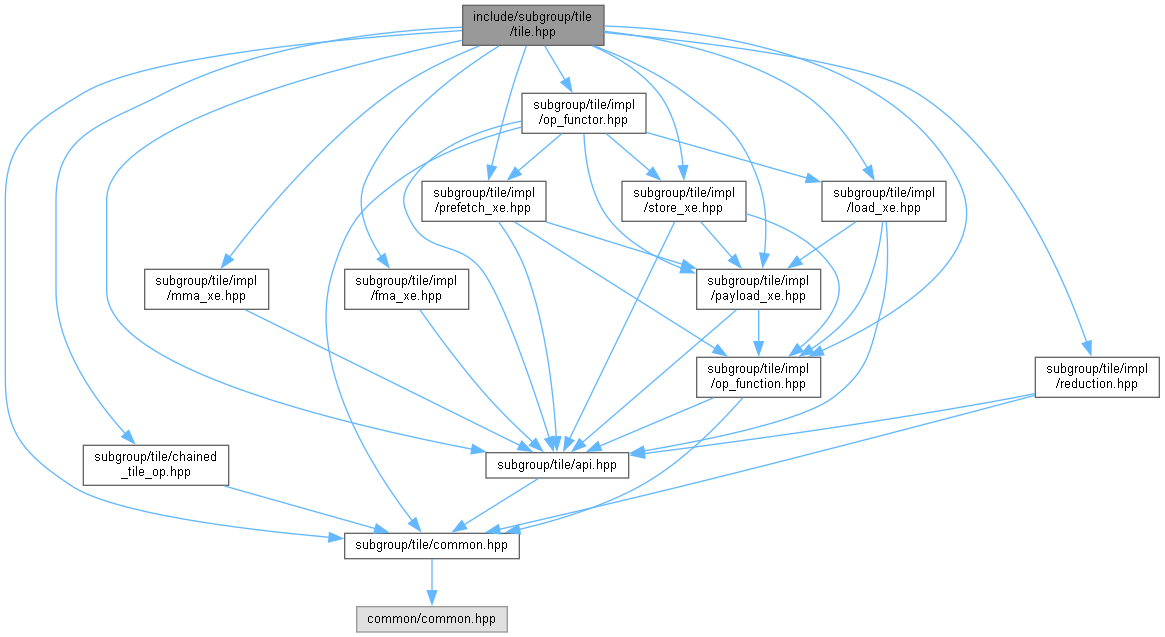 include/subgroup/tile
/tile.hpp
subgroup/tile/impl
/op_functor.hpp
subgroup/tile/impl
/prefetch_xe.hpp
subgroup/tile/impl
/store_xe.hpp
subgroup/tile/impl
/load_xe.hpp
subgroup/tile/impl
/mma_xe.hpp
subgroup/tile/impl
/fma_xe.hpp
subgroup/tile/impl
/payload_xe.hpp
subgroup/tile/impl
/op_function.hpp
subgroup/tile/impl
/reduction.hpp
subgroup/tile/chained
_tile_op.hpp
subgroup/tile/api.hpp
subgroup/tile/common.hpp
common/common.hpp